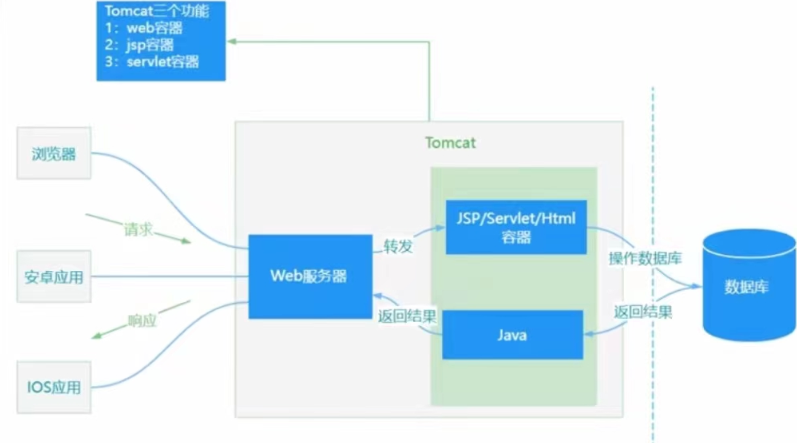 Tomcat三个功能
1：web容器
2：jsp容器
3：servlet容器
Tomcat
浏览器
请求
安卓应用
响应
IOS应用
Web服务器
转发
返回结果
JSP/Servlet/Html
容器
Java
操作数据库
返回结果
数据库